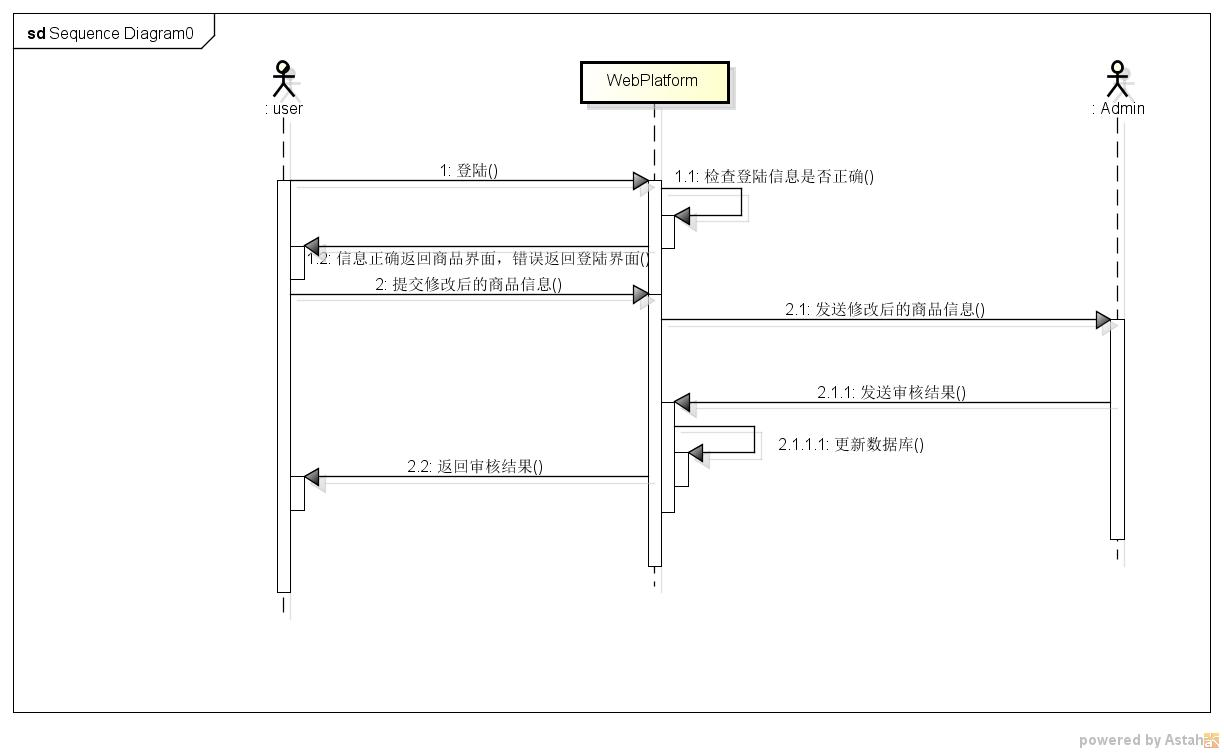 sd Sequence Diagram0
: user
WebPlatform
: Admin
1: 登陆()
1.1: 检查登陆信息是否正确()
1.2: 信息正确返回商品界面，错误返回登陆界面()
2: 提交修改后的商品信息()
2.1: 发送修改后的商品信息()
2.1.1: 发送审核结果()
2.1.1.1: 更新数据库()
2.2: 返回审核结果()
powered by Astah